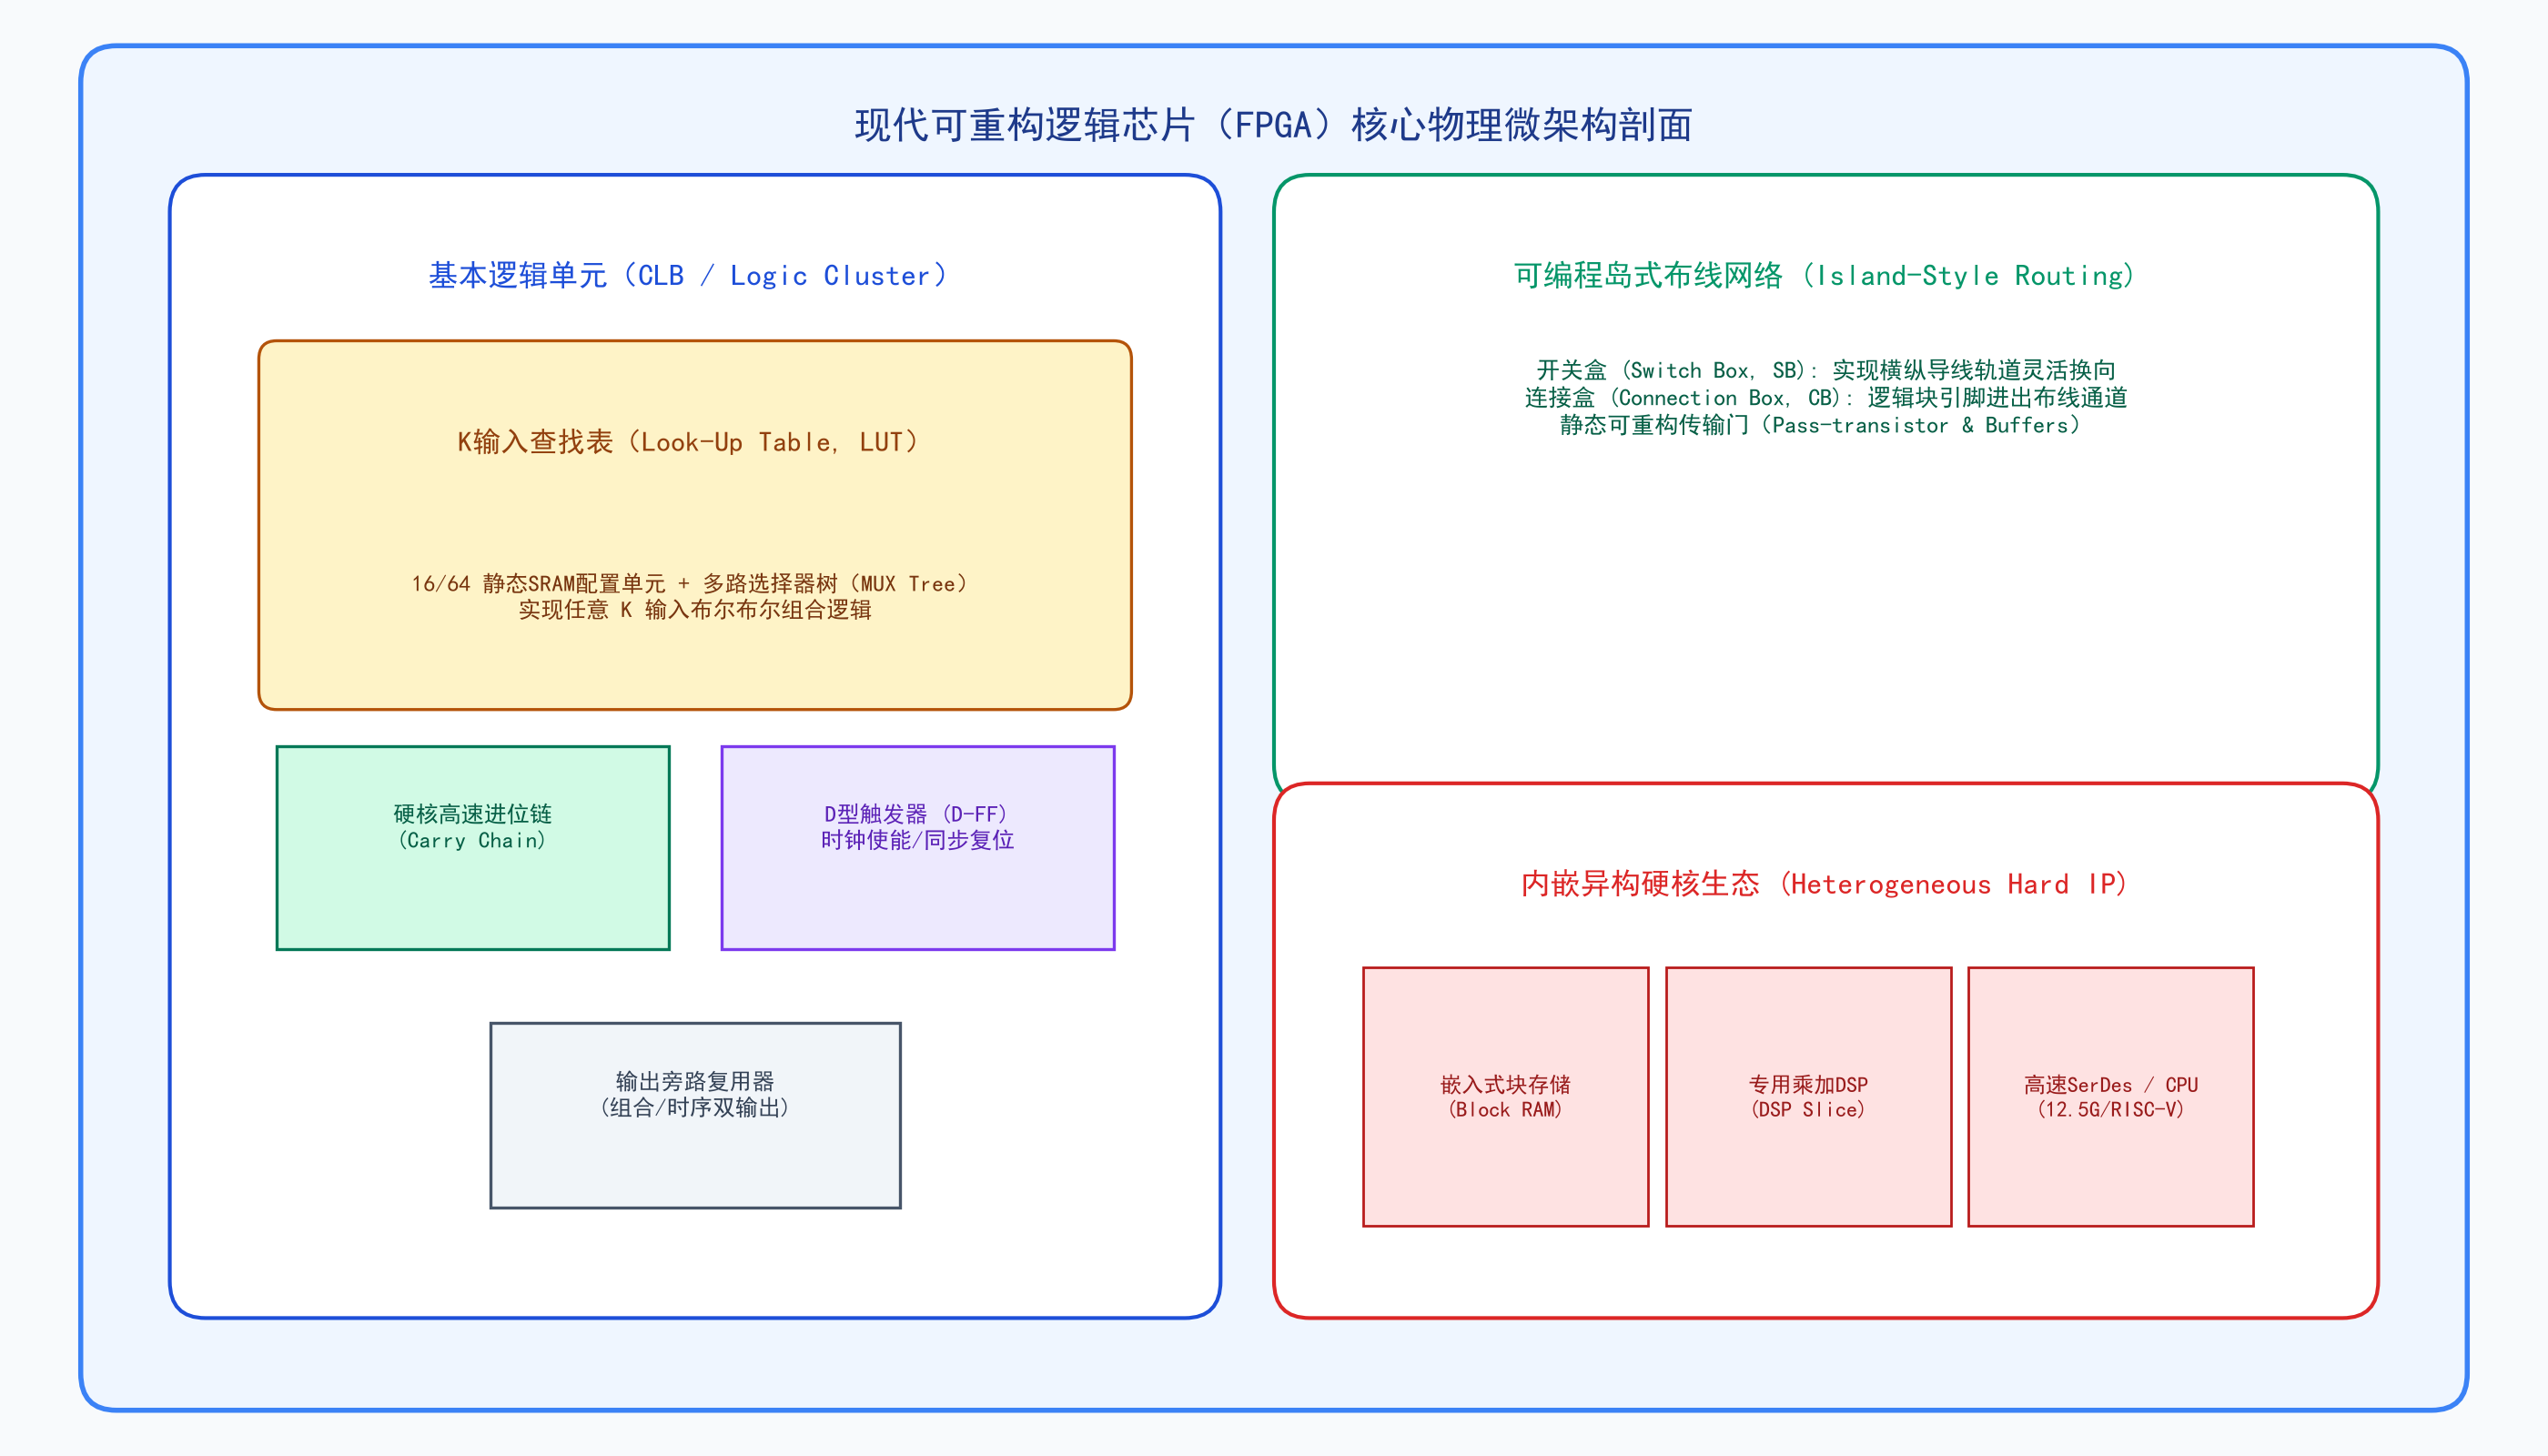 现代可重构逻辑芯片（FPGA）核心物理微架构剖面
基本逻辑单元（CLB / Logic Cluster）
K输入查找表（Look-Up Table, LUT）
16/64 静态SRAM配置单元 + 多路选择器树（MUX Tree）
实现任意 K 输入布尔布尔组合逻辑
硬核高速进位链
(Carry Chain)
D型触发器 (D-FF)
时钟使能/同步复位
输出旁路复用器
(组合/时序双输出)
可编程岛式布线网络 (Island-Style Routing)
开关盒 (Switch Box, SB): 实现横纵导线轨道灵活换向
连接盒 (Connection Box, CB): 逻辑块引脚进出布线通道
静态可重构传输门（Pass-transistor & Buffers）
内嵌异构硬核生态 (Heterogeneous Hard IP)
嵌入式块存储
(Block RAM)
专用乘加DSP
(DSP Slice)
高速SerDes / CPU
(12.5G/RISC-V)